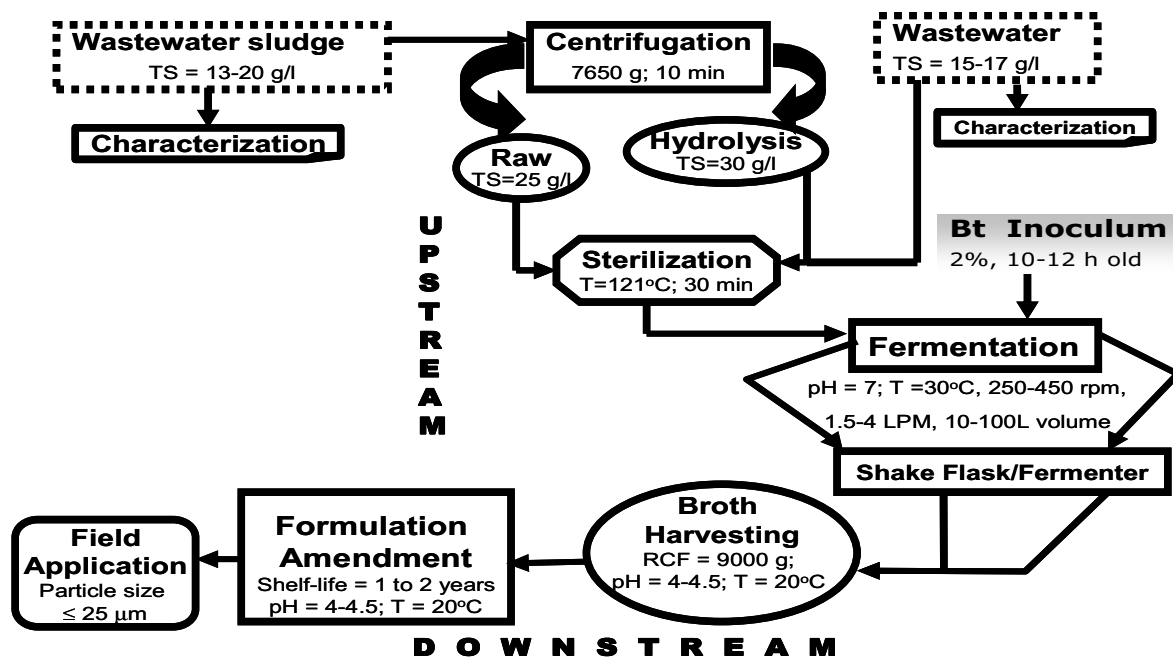 Wastewater sludge
TS = 13-20 g/l
Characterization
Centrifugation
7650 g; 10 min
Wastewater
TS = 15-17 g/l
Characterization
Raw
TS=25 g/l
Hydrolysis
TS=30 g/l
UPSTREAM
Sterilization
T=121oC; 30 min
Bt Inoculum
2%, 10-12 h old
Fermentation
pH = 7; T =30oC, 250-450 rpm,
1.5-4 LPM, 10-100L volume
Shake Flask/Fermenter
Broth
Harvesting
RCF = 9000 g;
pH = 4-4.5; T = 20oC
Formulation
Amendment
Shelf-life = 1 to 2 years
pH = 4-4.5; T = 20oC
Field
Application
Particle size
≤ 25 μm
DOWNSTREAM